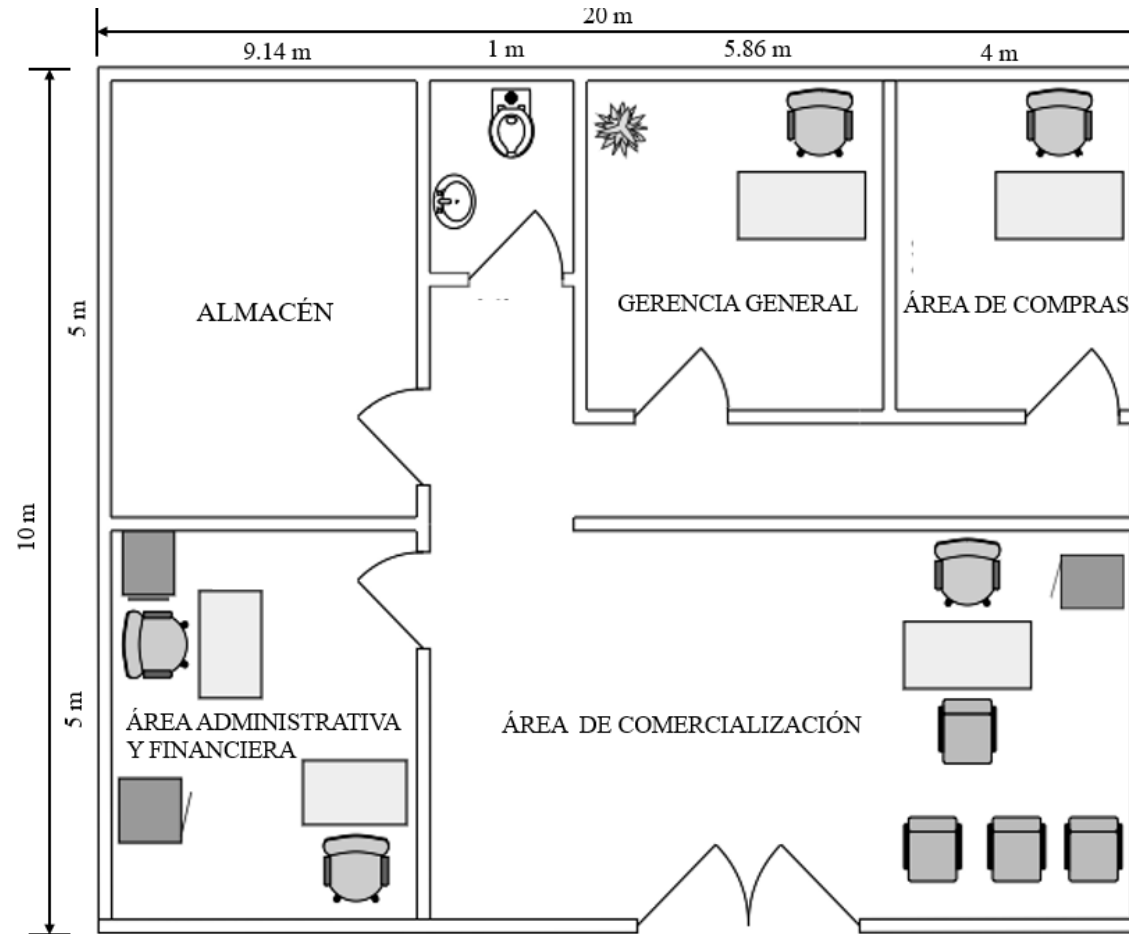 20 m
9.14 m
1 m
5.86 m
4 m
ALMACÉN
GERENCIA GENERAL
ÁREA DE COMPRAS
5 m
10 m
5 m
ÁREA ADMINISTRATIVA
Y FINANCIERA
ÁREA DE COMERCIALIZACIÓN